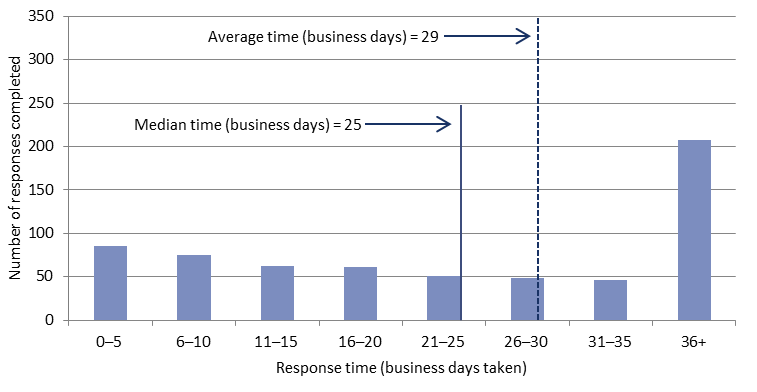 350
300
250
200
150
100
50
0
Number of responses completed
Average time (business days) = 29
Median time (business days) = 25
0–5 6–10 11–15 16–20 21–25 26–30 31–35 36+
Response time (business days taken)